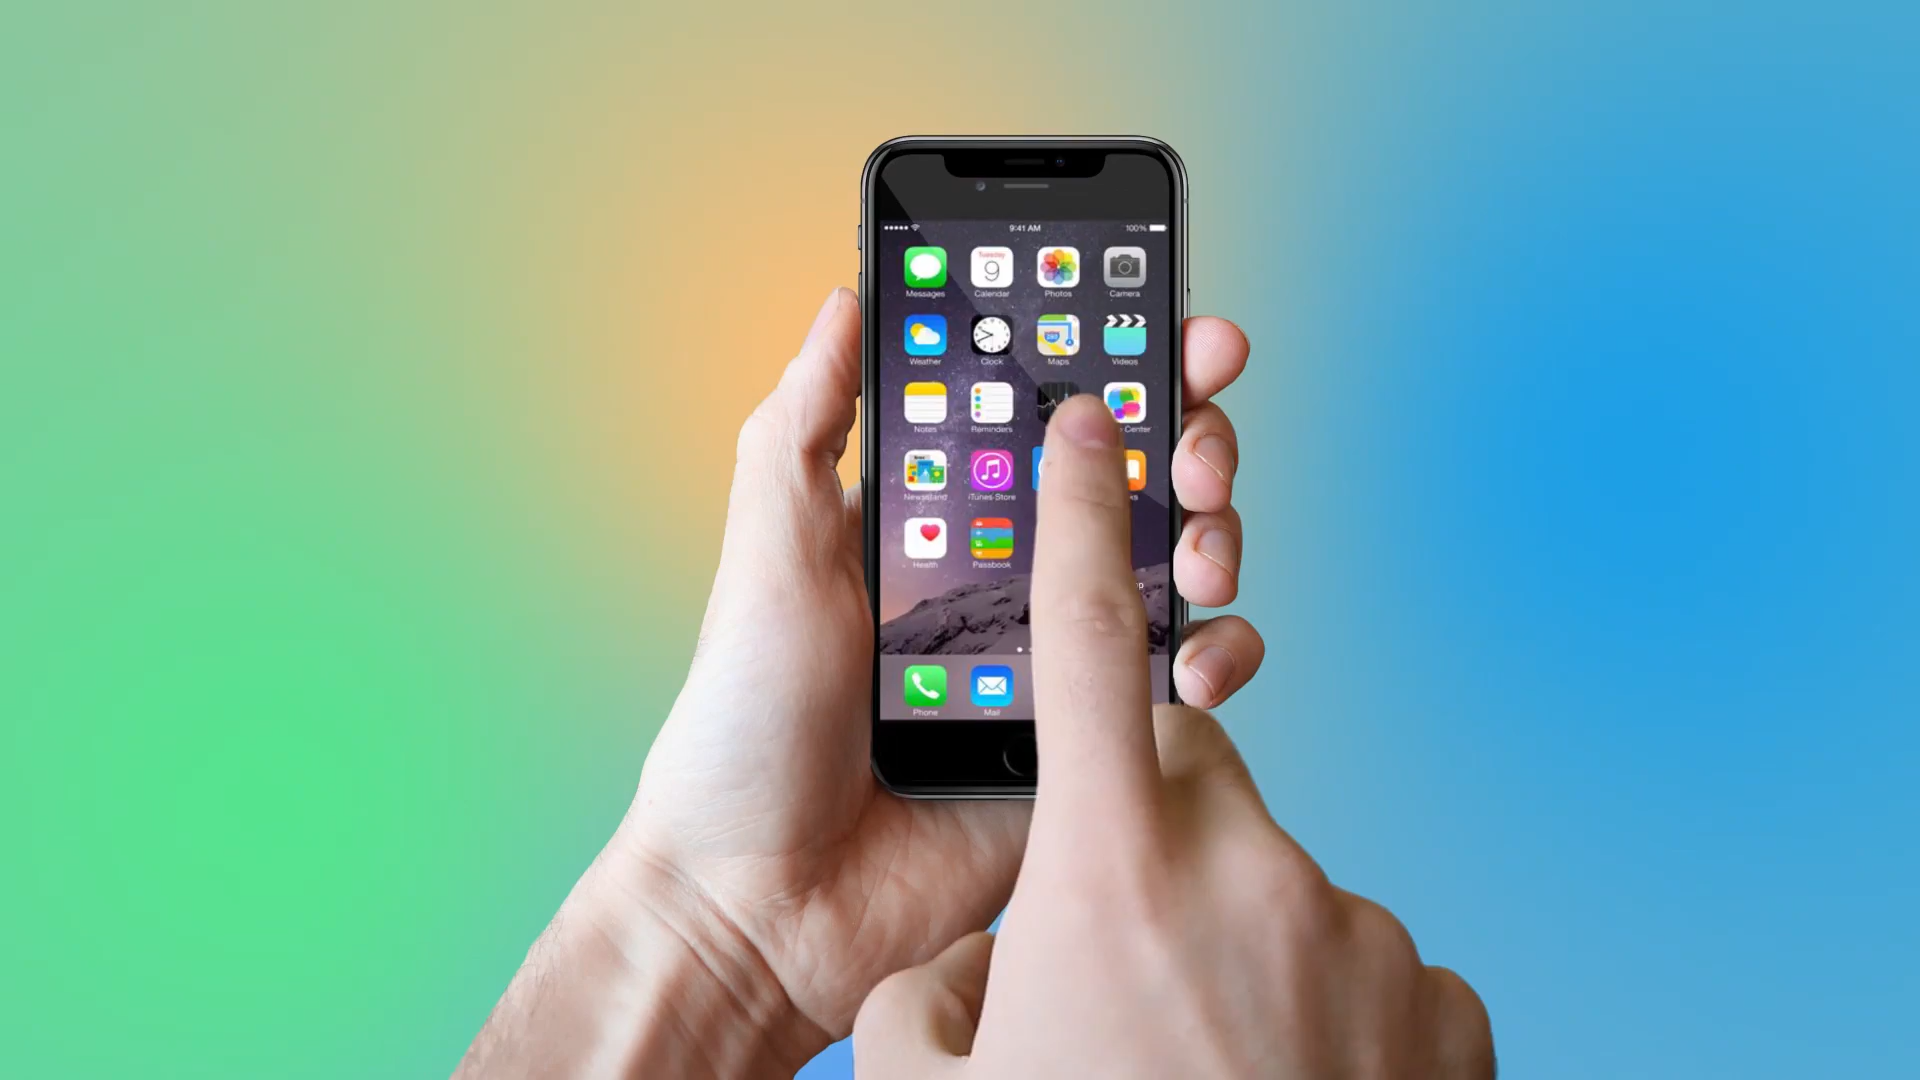 9:41 AM 100%
Tuesday
9
Messages Calendar Photos Camera
Weather Clock Maps Videos
Notes Reminders Center
Newsstand iTunes Store ks
Health Passbook
Phone Mail